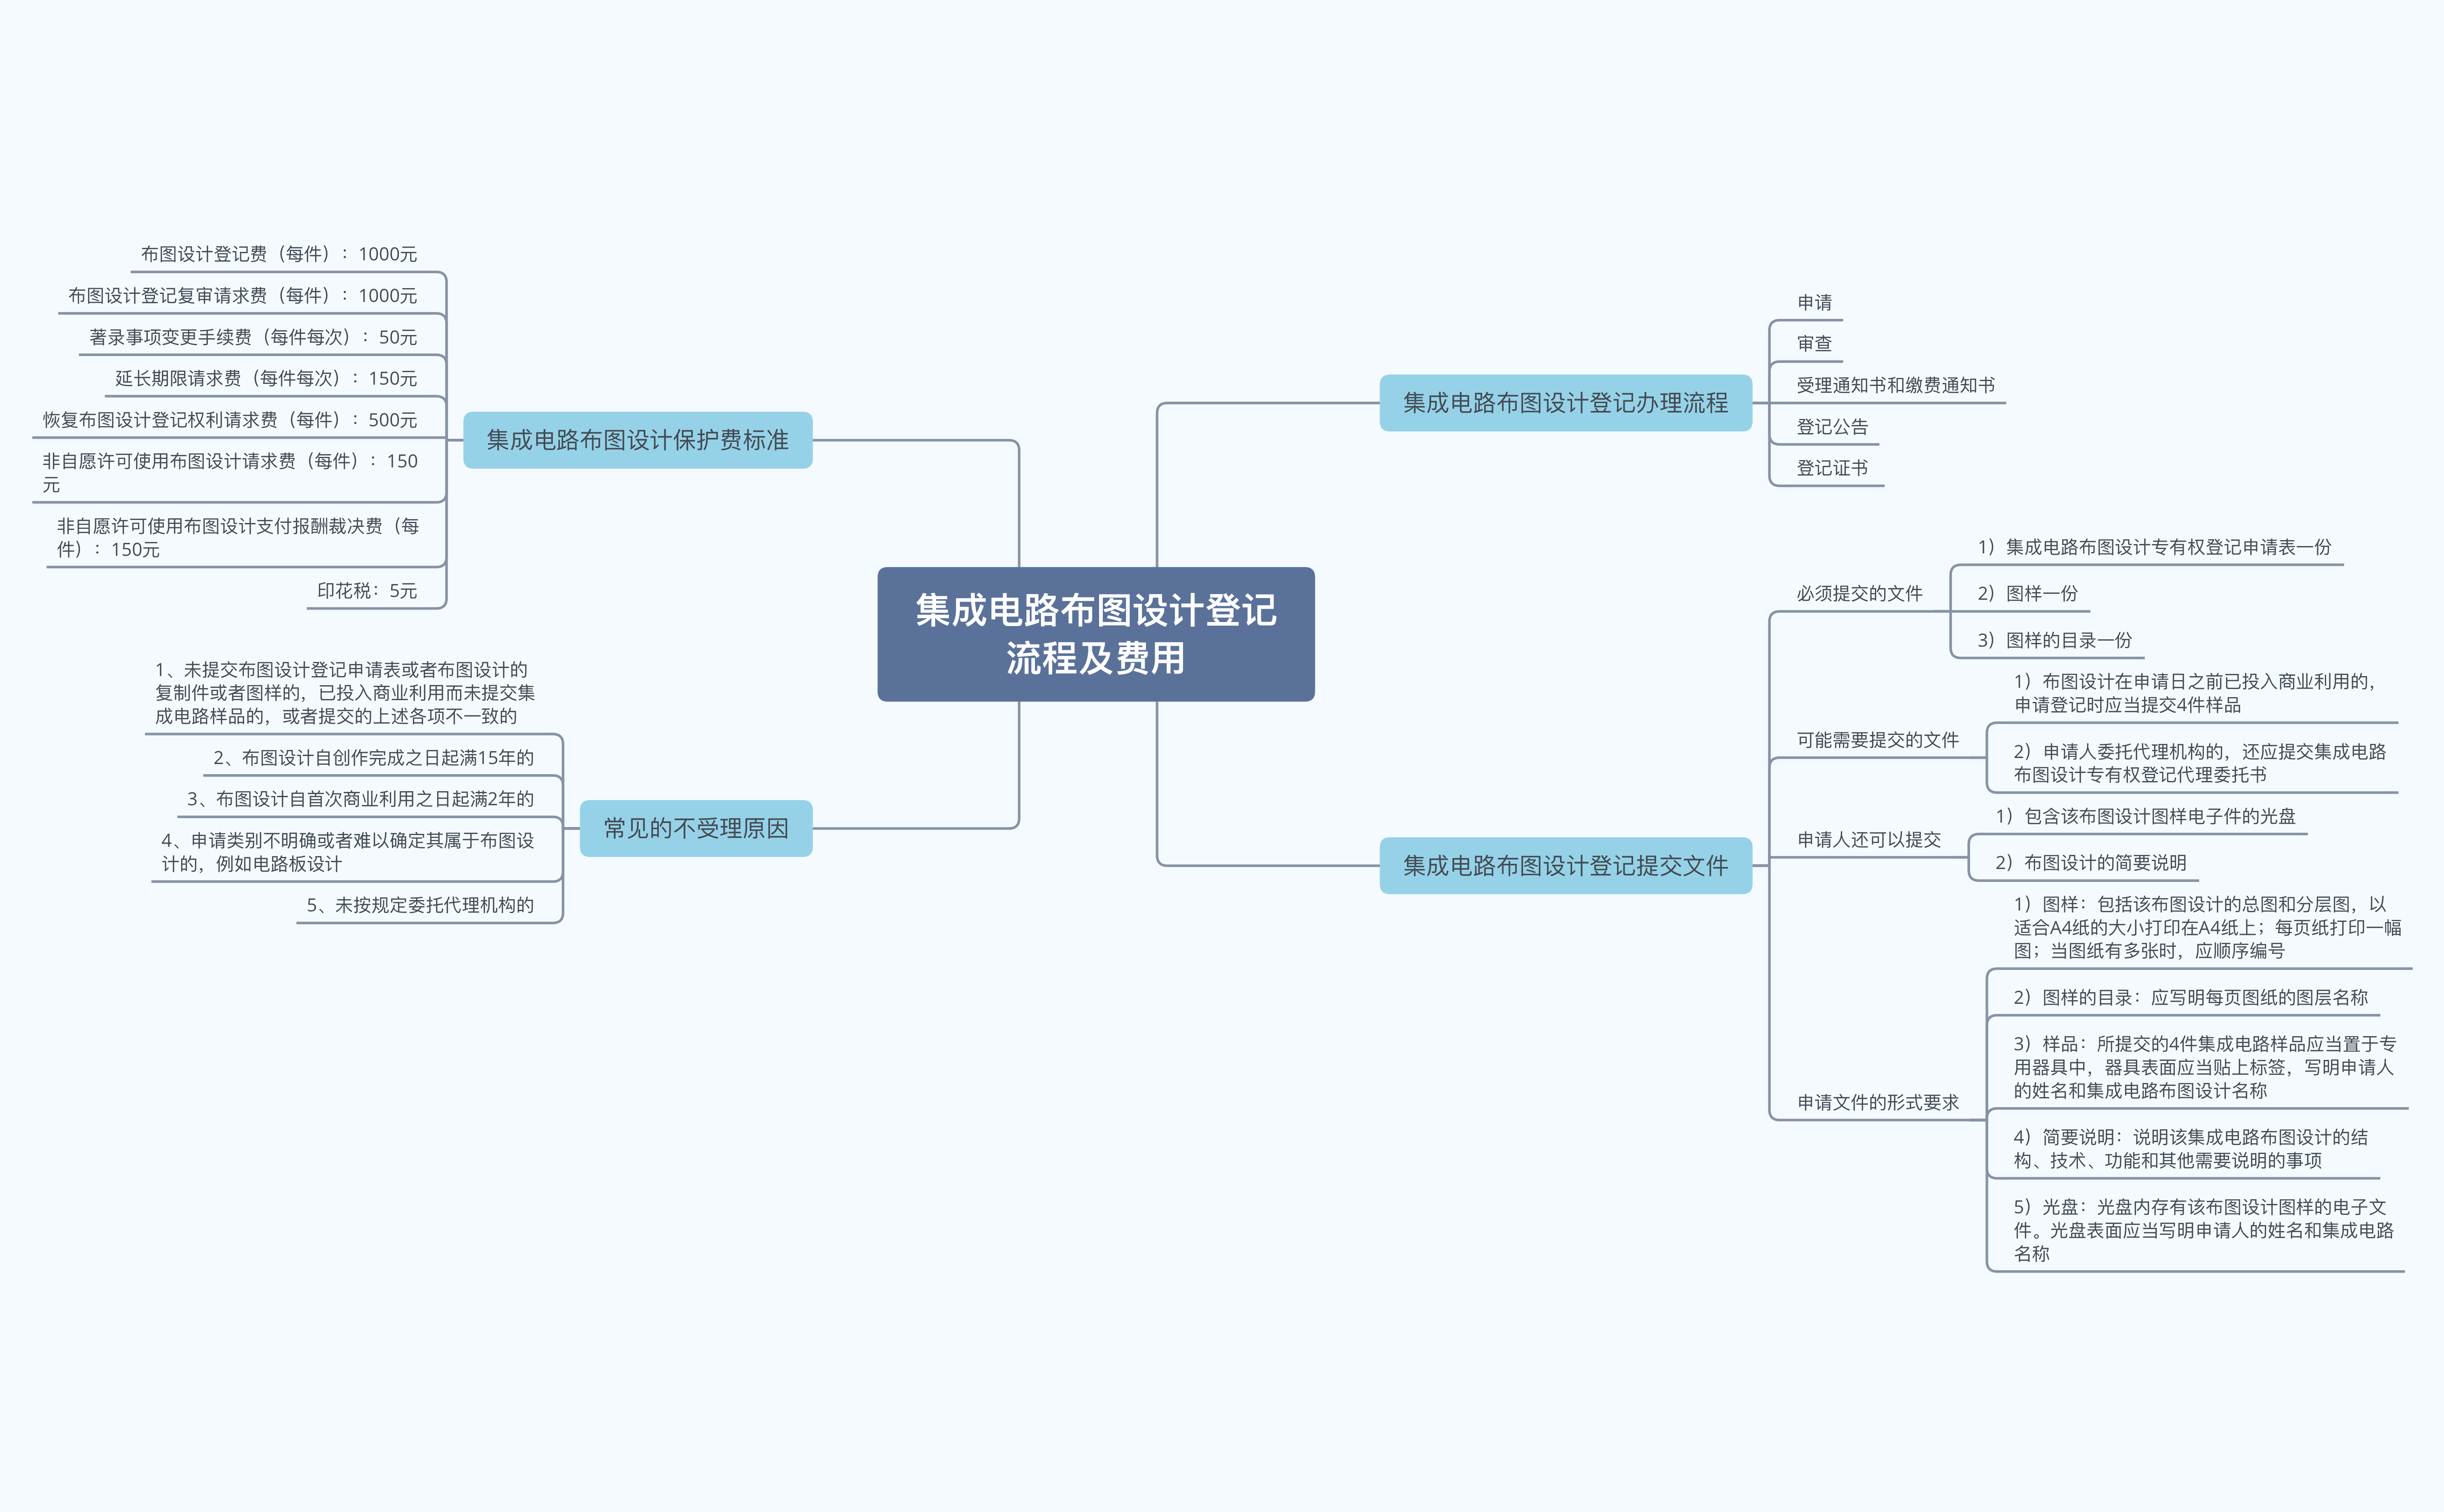 集成电路布图设计登记
流程及费用
集成电路布图设计登记办理流程
申请
审查
受理通知书和缴费通知书
登记公告
登记证书
集成电路布图设计登记提交文件
必须提交的文件
1）集成电路布图设计专有权登记申请表一份
2）图样一份
3）图样的目录一份
可能需要提交的文件
1）布图设计在申请日之前已投入商业利用的，
申请登记时应当提交4件样品
2）申请人委托代理机构的，还应提交集成电路
布图设计专有权登记代理委托书
申请人还可以提交
1）包含该布图设计图样电子件的光盘
2）布图设计的简要说明
申请文件的形式要求
1）图样：包括该布图设计的总图和分层图，以
适合A4纸的大小打印在A4纸上；每页纸打印一幅
图；当图纸有多张时，应顺序编号
2）图样的目录：应写明每页图纸的图层名称
3）样品：所提交的4件集成电路样品应当置于专
用器具中，器具表面应当贴上标签，写明申请人
的姓名和集成电路布图设计名称
4）简要说明：说明该集成电路布图设计的结
构、技术、功能和其他需要说明的事项
5）光盘：光盘内存有该布图设计图样的电子文
件。光盘表面应当写明申请人的姓名和集成电路
名称
集成电路布图设计保护费标准
布图设计登记费（每件）：1000元
布图设计登记复审请求费（每件）：1000元
著录事项变更手续费（每件每次）：50元
延长期限请求费（每件每次）：150元
恢复布图设计登记权利请求费（每件）：500元
非自愿许可使用布图设计请求费（每件）：150
元
非自愿许可使用布图设计支付报酬裁决费（每
件）：150元
印花税：5元
常见的不受理原因
1、未提交布图设计登记申请表或者布图设计的
复制件或者图样的，已投入商业利用而未提交集
成电路样品的，或者提交的上述各项不一致的
2、布图设计自创作完成之日起满15年的
3、布图设计自首次商业利用之日起满2年的
4、申请类别不明确或者难以确定其属于布图设
计的，例如电路板设计
5、未按规定委托代理机构的